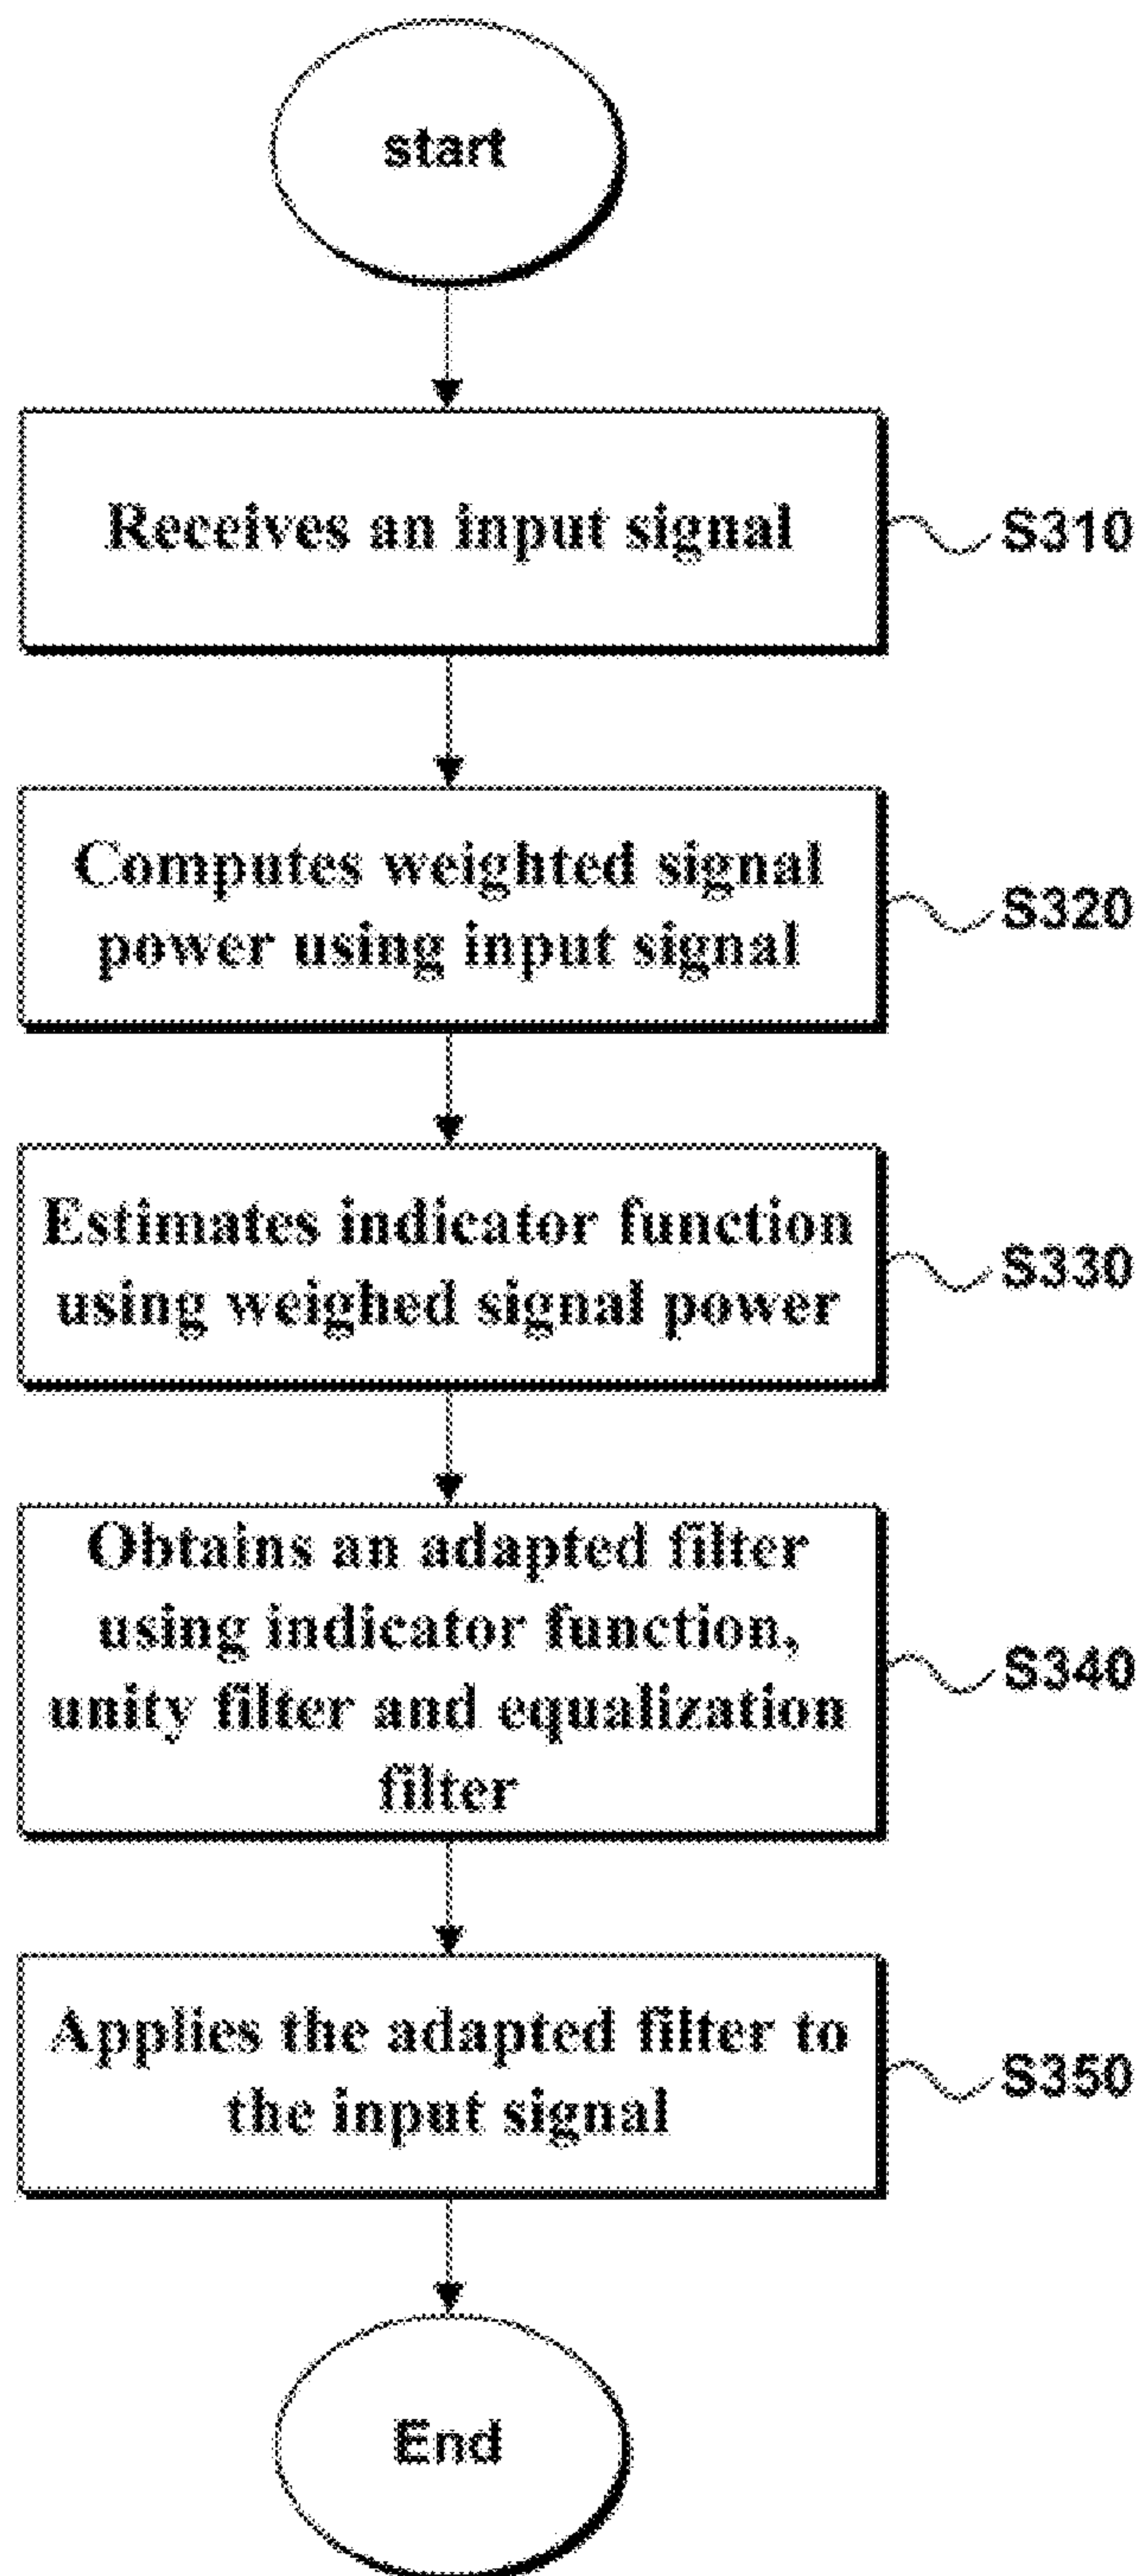 start
Receives an input signal
S310
Computes weighted signal
power using input signal
S320
Estimates indicator function
using weighed signal power
S330
Obtains an adapted filter
using indicator function,
unity filter and equalization
filter
S340
Applies the adapted filter to
the input signal
S350
End